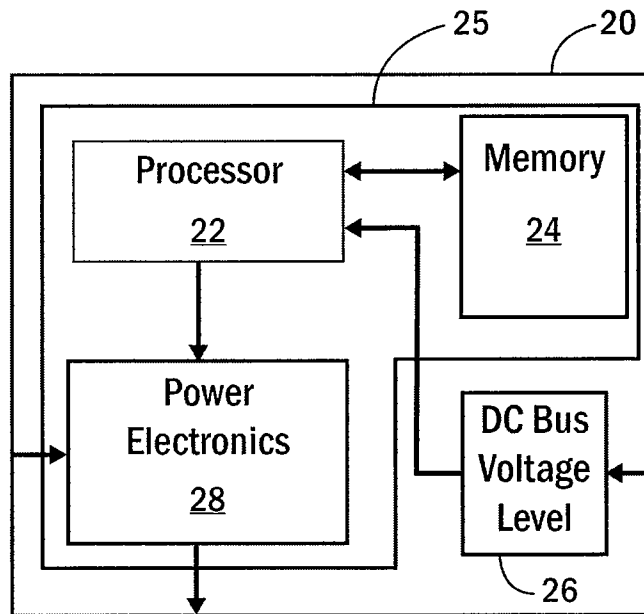 25
20
Processor
22
Memory
24
Power
Electronics
28
DC Bus
Voltage
Level
26